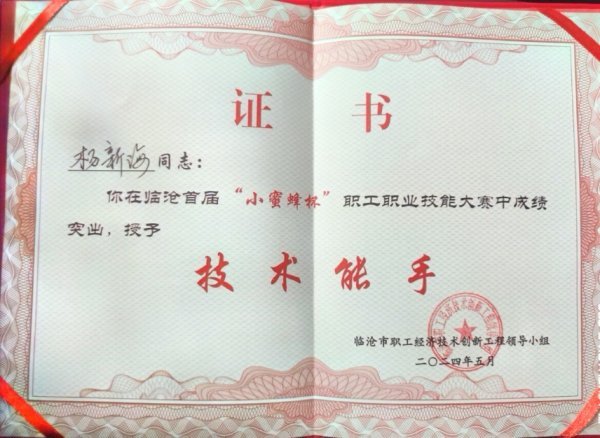 证书
杨新海同志：
你在临沧首届“小蜜蜂杯”职工职业技能大赛中成绩
突出，授予
技术能手
临沧市职工经济技术创新工程领导小组
二〇二四年五月